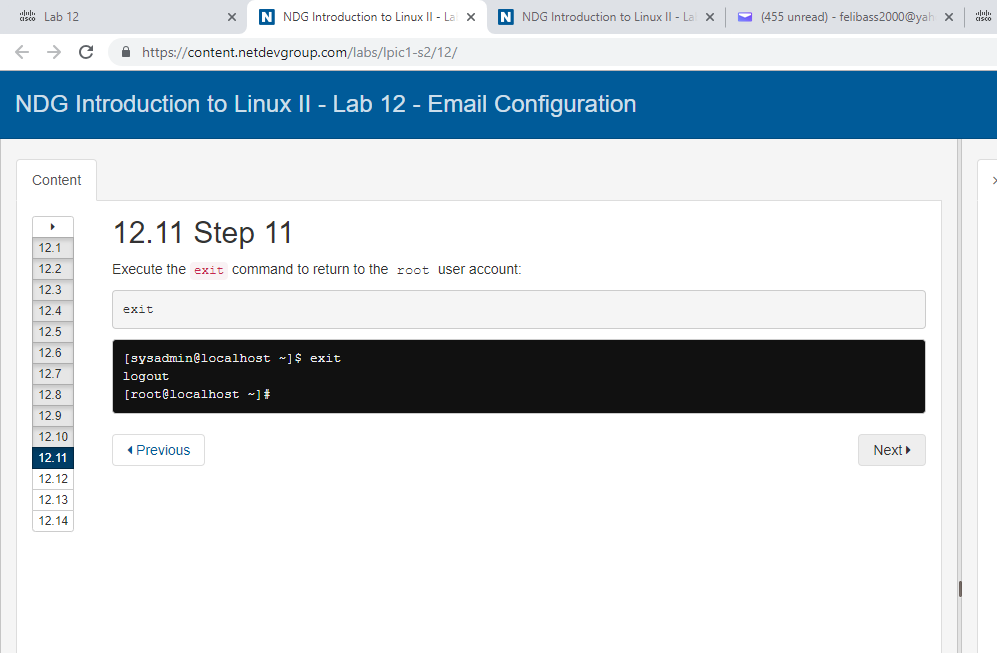 Lab 12
NDG Introduction to Linux II - La
NDG Introduction to Linux II - La
(455 unread) - felibass2000@yah
https://content.netdevgroup.com/labs/lpic1-s2/12/
NDG Introduction to Linux II - Lab 12 - Email Configuration
Content
12.1
12.2
12.3
12.4
12.5
12.6
12.7
12.8
12.9
12.10
12.11
12.12
12.13
12.14
12.11 Step 11
Execute the exit command to return to the root user account:
exit
[sysadmin@localhost ~]$ exit
logout
[root@localhost ~]#
Previous
Next